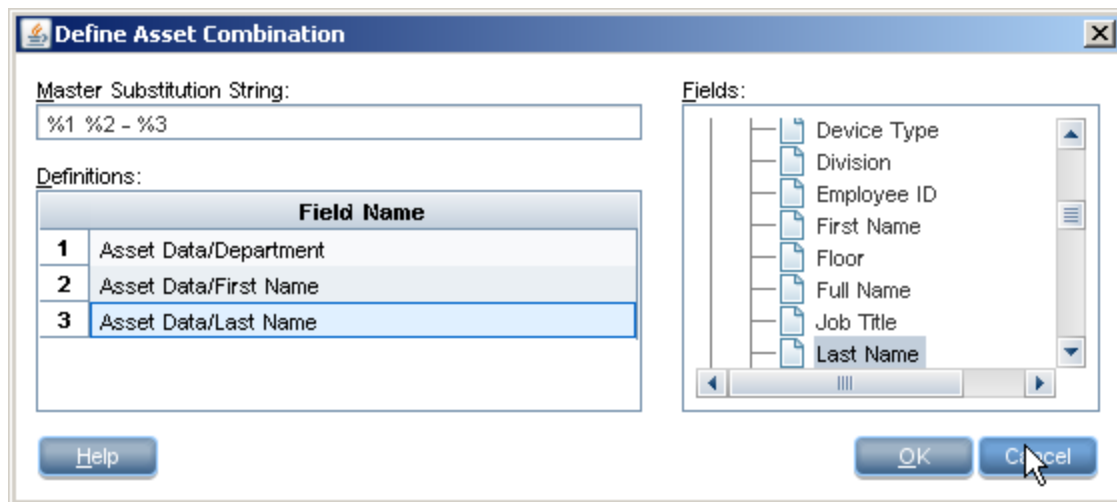 Define Asset Combination
Master Substitution String:
%1 %2 - %3
Definitions:
Field Name
1 Asset Data/Department
2 Asset Data/First Name
3 Asset Data/Last Name
Fields:
Device Type
Division
Employee ID
First Name
Floor
Full Name
Job Title
Last Name
Help
OK
Cancel